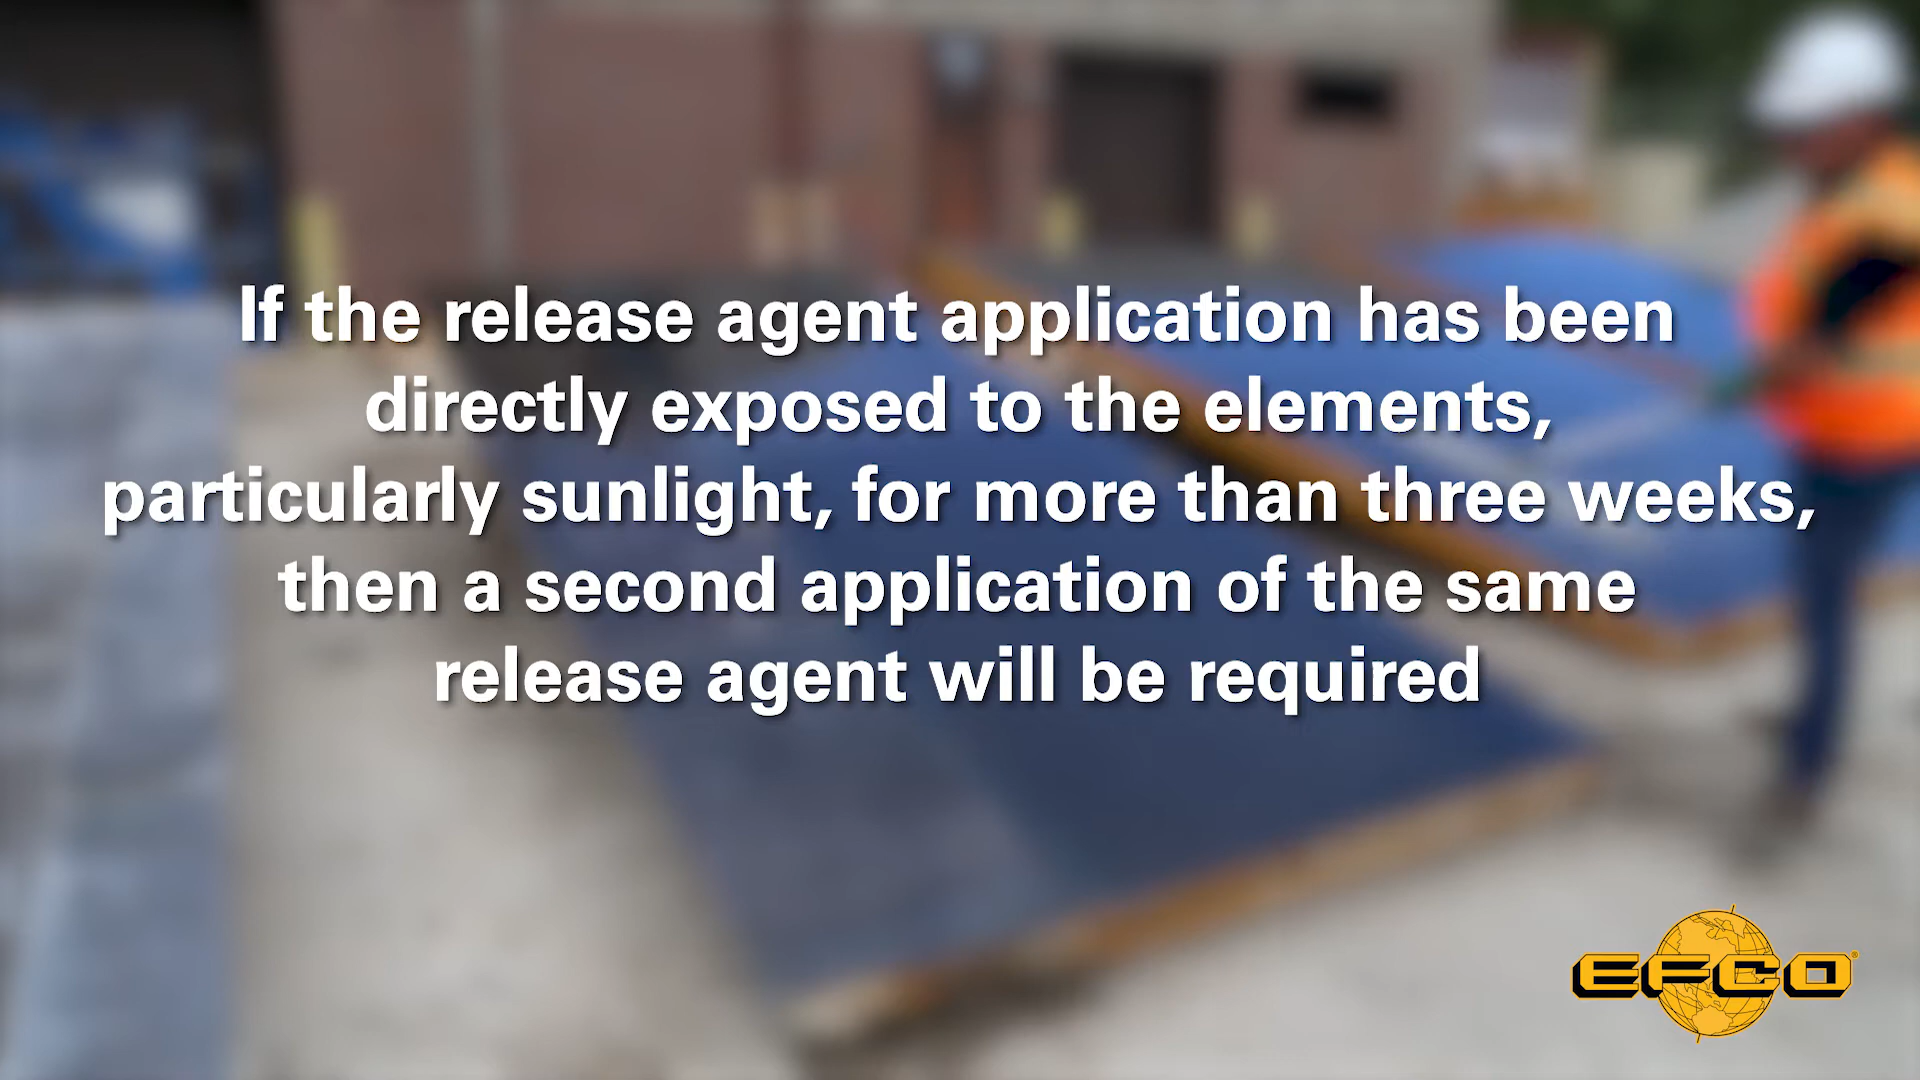 If the release agent application has been
directly exposed to the elements,
particularly sunlight, for more than three weeks,
then a second application of the same
release agent will be required
EFCO®